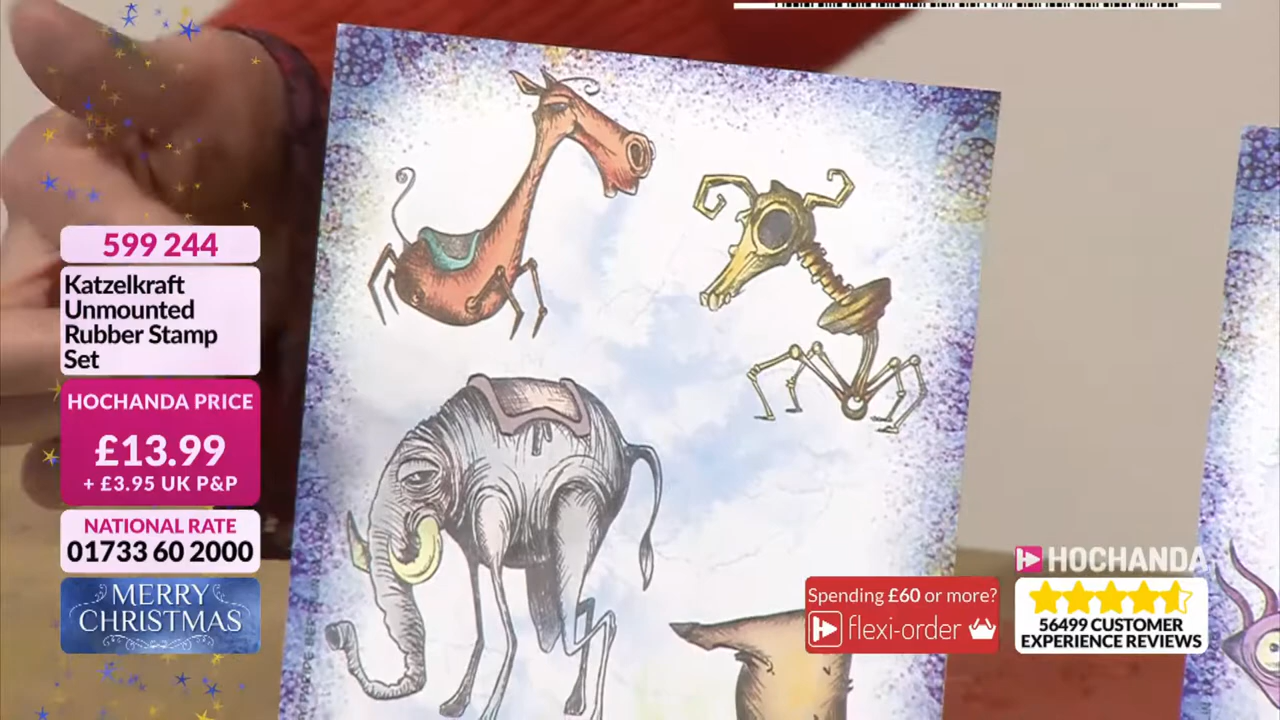 599 244
Katzelkraft
Unmounted
Rubber Stamp
Set
HOCHANDA PRICE
£13.99
+ £3.95 UK P&P
NATIONAL RATE
01733 60 2000
MERRY
CHRISTMAS
Spending £60 or more?
flexi-order
HOCHANDA
56499 CUSTOMER
EXPERIENCE REVIEWS